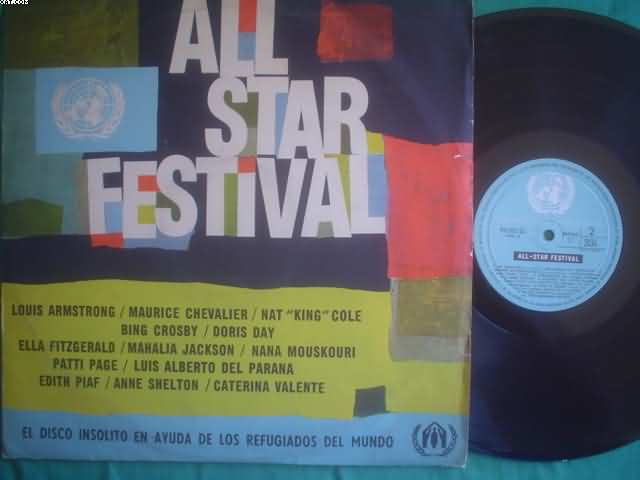 ALL
STAR
FESTIVAL
LOUIS ARMSTRONG / MAURICE CHEVALIER / NAT "KING" COLE
BING CROSBY / DORIS DAY
ELLA FITZGERALD / MAHALIA JACKSON / NANA MOUSKOURI
PATTI PAGE / LUIS ALBERTO DEL PARANA
EDITH PIAF / ANNE SHELTON / CATERINA VALENTE
EL DISCO INSOLITO EN AYUDA DE LOS REFUGIADOS DEL MUNDO
2
ALL-STAR FESTIVAL